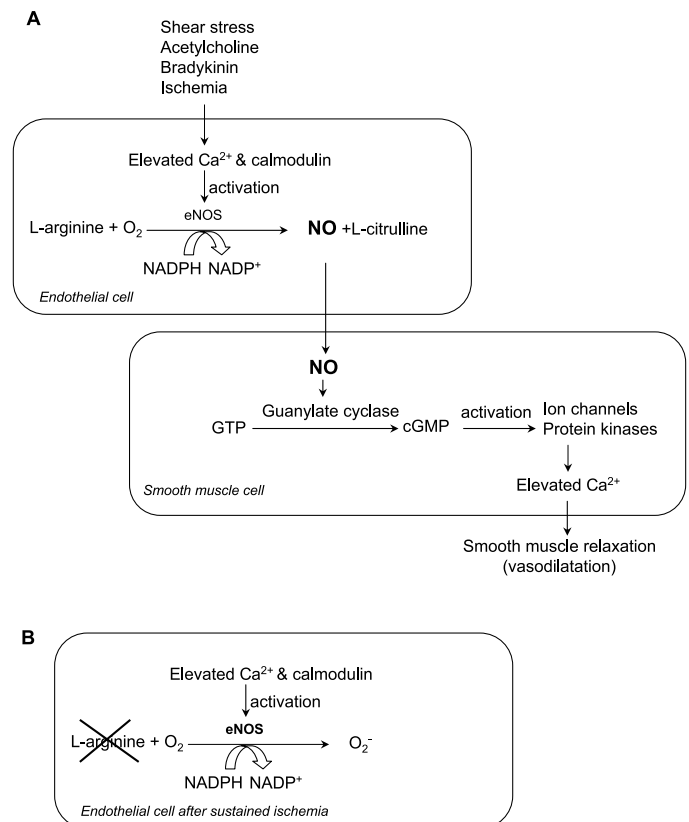 A
Shear stress
Acetylcholine
Bradykinin
Ischemia
Elevated Ca²⁺ & calmodulin
activation
eNOS
L-arginine + O₂
NO +L-citrulline
NADPH NADP⁺
Endothelial cell
NO
Guanylate cyclase
GTP
cGMP
activation
Ion channels
Protein kinases
Elevated Ca²⁺
Smooth muscle cell
Smooth muscle relaxation
(vasodilatation)
B
Elevated Ca²⁺ & calmodulin
activation
eNOS
L-arginine + O₂
O₂⁻
NADPH NADP⁺
Endothelial cell after sustained ischemia